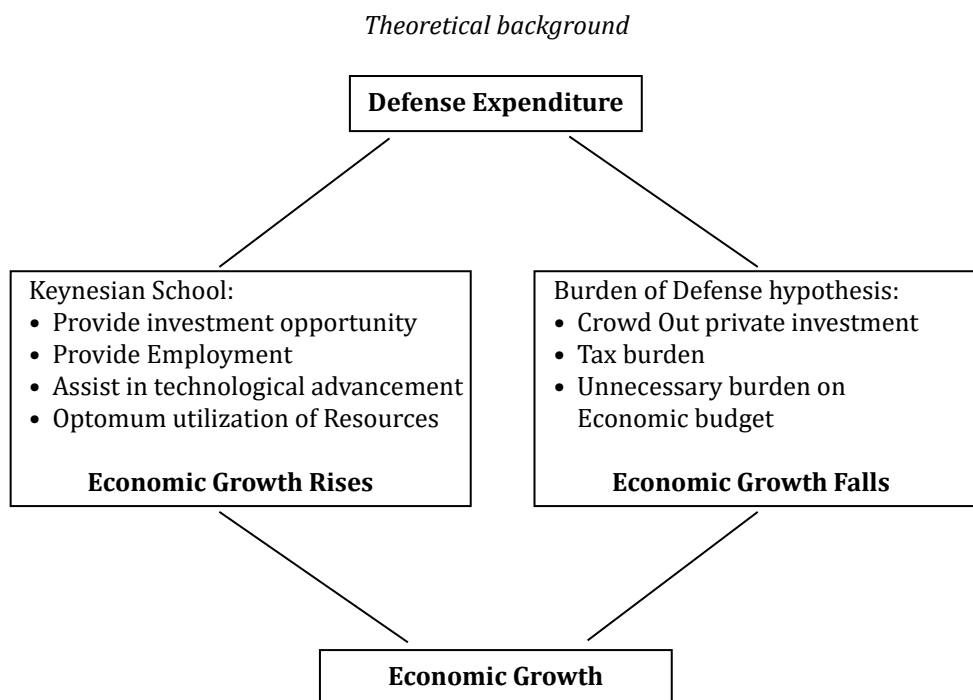 Theoretical background
Defense Expenditure
Keynesian School:
• Provide investment opportunity
• Provide Employment
• Assist in technological advancement
• Optomum utilization of Resources
Economic Growth Rises
Burden of Defense hypothesis:
• Crowd Out private investment
• Tax burden
• Unnecessary burden on
Economic budget
Economic Growth Falls
Economic Growth